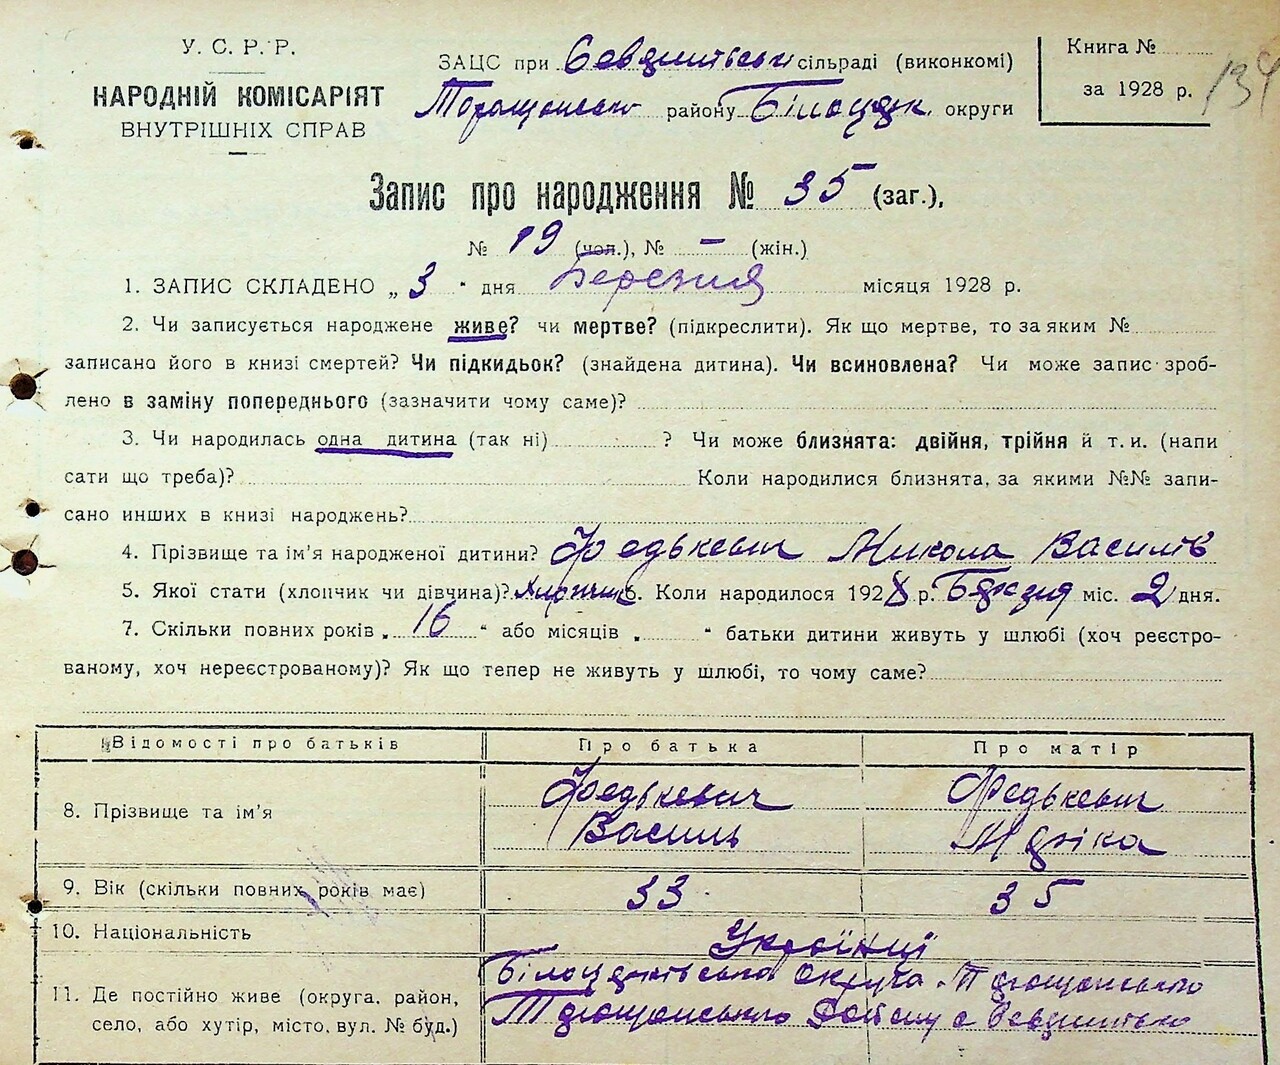 У. С. Р. Р.
НАРОДНІЙ КОМІСАРІЯТ
ВНУТРІШНІХ СПРАВ
ЗАЦС при сільраді (виконкомі)
району Білоцерк. округи
Книга №
за 1928 р.
134
Запис про народження № 35 (заг.),
№ 19 (чол.), № – (жін.)
1. ЗАПИС СКЛАДЕНО „ 3 “ дня Березня місяця 1928 р.
2. Чи записується народжене живе? чи мертве? (підкреслити). Як що мертве, то за яким №
записано його в книзі смертей? Чи підкидьок? (знайдена дитина). Чи всиновлена? Чи може запис зроб-
лено в заміну попереднього (зазначити чому саме)?
3. Чи народилась одна дитина (так ні) ? Чи може близнята: двійня, трійня й т. и. (напи
сати що треба)? Коли народилися близнята, за якими №№ запи-
сано инших в книзі народжень?
4. Прізвище та ім'я народженої дитини? Федькевич Микола Василів
5. Якої стати (хлопчик чи дівчина)? Хлопчик. Коли народилося 1928 р. Березня міс. 2 дня.
7. Скільки повних років „ 16 “ або місяців „ “ батьки дитини живуть у шлюбі (хоч реєстро-
ваному, хоч нереєстрованому)? Як що тепер не живуть у шлюбі, то чому саме?
Відомості про батьків Про батька Про матір
8. Прізвище та ім'я Федькевич Василь Федькевич
9. Вік (скільки повних років має) 33 35
10. Національність Українці
11. Де постійно живе (округа, район,
село, або хутір, місто, вул. № буд.)
округа